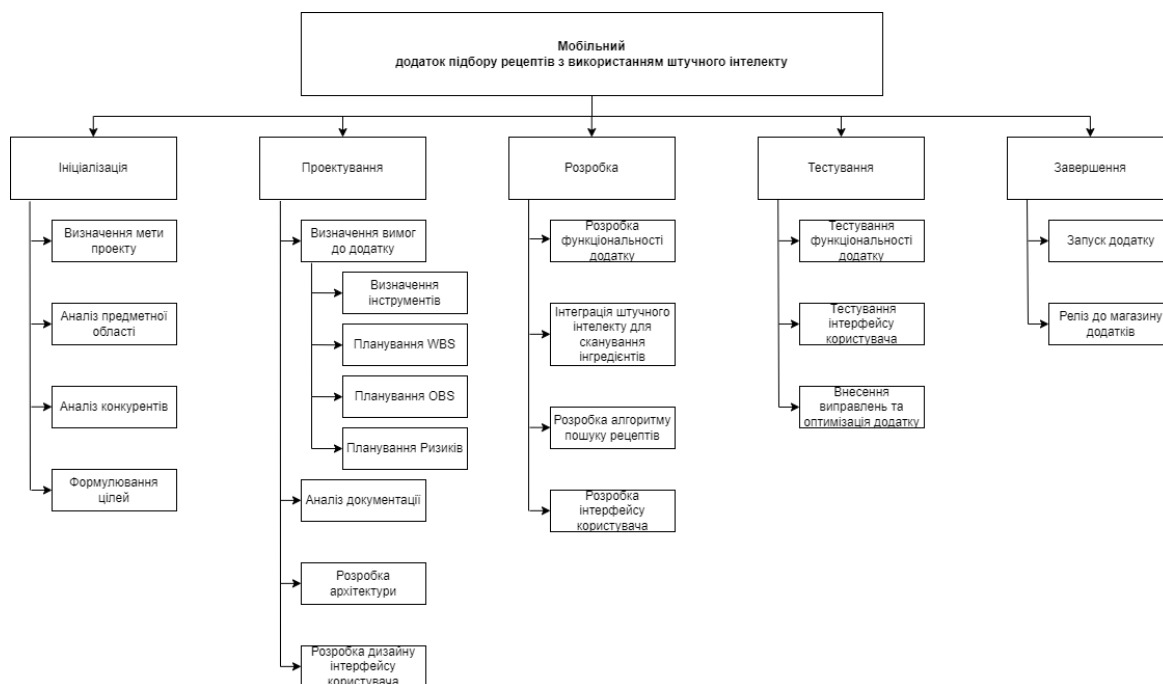 Мобільний
додаток підбору рецептів з використанням штучного інтелекту
Ініціалізація
Визначення мети
проекту
Аналіз предметної
області
Аналіз конкурентів
Формулювання
цілей
Проектування
Визначення вимог
до додатку
Визначення
інструментів
Планування WBS
Планування OBS
Планування Ризиків
Аналіз документації
Розробка
архітектури
Розробка дизайну
інтерфейсу
користувача
Розробка
Розробка
функціональності
додатку
Інтеграція штучного
інтелекту для
сканування
інгредієнтів
Розробка алгоритму
пошуку рецептів
Розробка
інтерфейсу
користувача
Тестування
Тестування
функціональності
додатку
Тестування
інтерфейсу
користувача
Внесення
виправлень та
оптимізація додатку
Завершення
Запуск додатку
Реліз до магазину
додатків